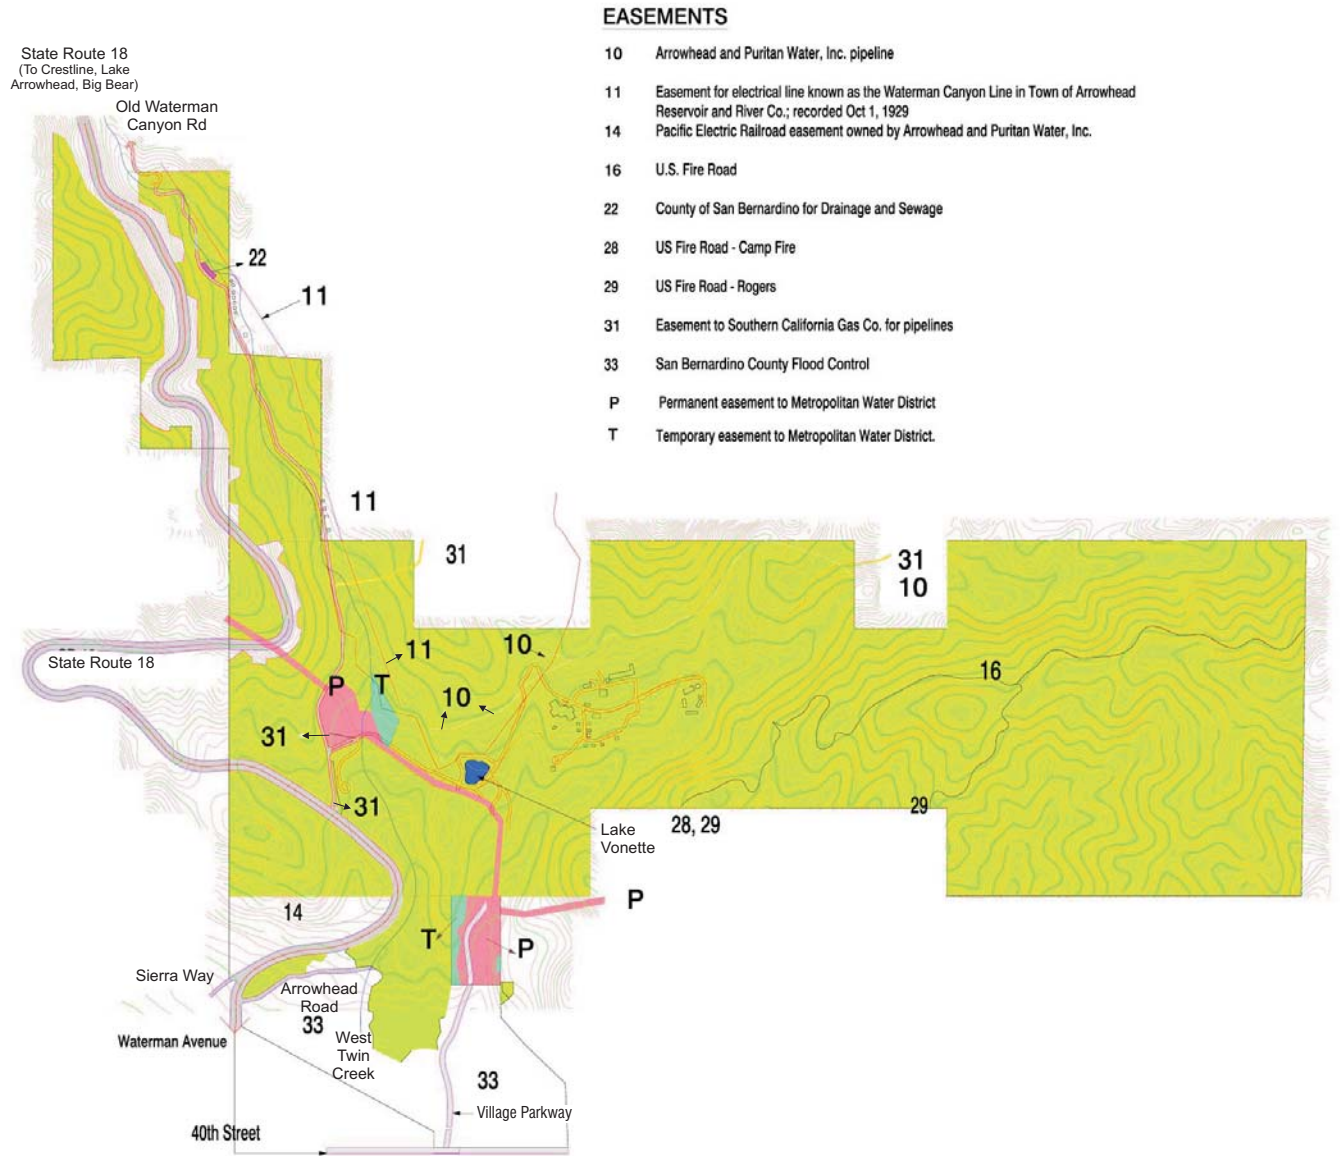 EASEMENTS
10 Arrowhead and Puritan Water, Inc. pipeline
11 Easement for electrical line known as the Waterman Canyon Line in Town of Arrowhead
Reservoir and River Co.; recorded Oct 1, 1929
14 Pacific Electric Railroad easement owned by Arrowhead and Puritan Water, Inc.
16 U.S. Fire Road
22 County of San Bernardino for Drainage and Sewage
28 US Fire Road - Camp Fire
29 US Fire Road - Rogers
31 Easement to Southern California Gas Co. for pipelines
33 San Bernardino County Flood Control
P Permanent easement to Metropolitan Water District
T Temporary easement to Metropolitan Water District.
State Route 18
(To Crestline, Lake
Arrowhead, Big Bear)
Old Waterman
Canyon Rd
22
11
11
31
31
10
State Route 18
11
10
16
P
T
10
31
31
28, 29
29
Lake
Vonette
14
P
T
P
Sierra Way
Arrowhead
Road
33
West
Twin
Creek
Waterman Avenue
33
Village Parkway
40th Street